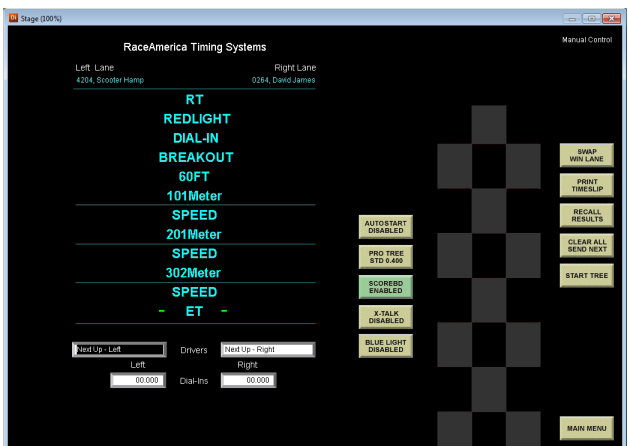 Stage (100%)
RaceAmerica Timing Systems
Manual Control
Left Lane Right Lane
4204, Scooter Hamp 0264, David James
RT
REDLIGHT
DIAL-IN
BREAKOUT
60FT
101Meter
SPEED
201Meter
SPEED
302Meter
SPEED
- ET -
Next Up - Left Drivers Next Up - Right
Left Right
00.000 Dial-Ins 00.000
AUTOSTART
DISABLED
PRO TREE
STD 0.400
SCOREBD
ENABLED
X-TALK
DISABLED
BLUE LIGHT
DISABLED
SWAP
WIN LANE
PRINT
TIMESLIP
RECALL
RESULTS
CLEAR ALL
SEND NEXT
START TREE
MAIN MENU